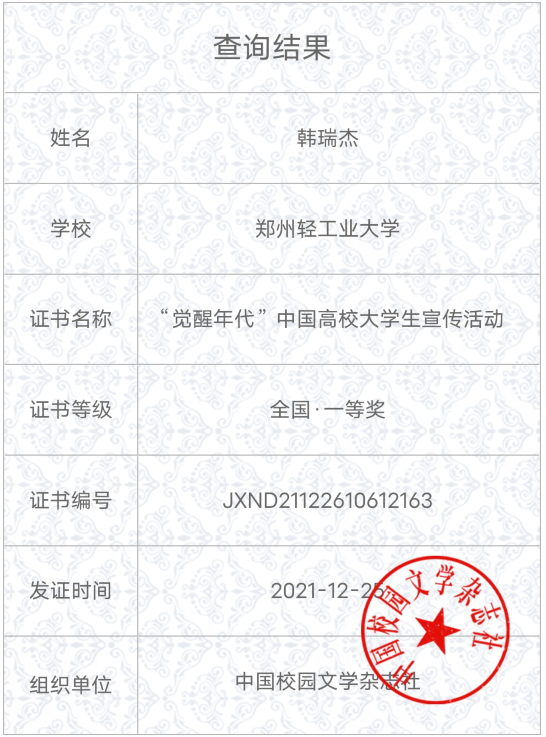 查询结果
姓名 韩瑞杰
学校 郑州轻工业大学
证书名称 “觉醒年代”中国高校大学生宣传活动
证书等级 全国·一等奖
证书编号 JXND21122610612163
发证时间 2021-12-25
组织单位 中国校园文学杂志社
中国校园文学杂志社